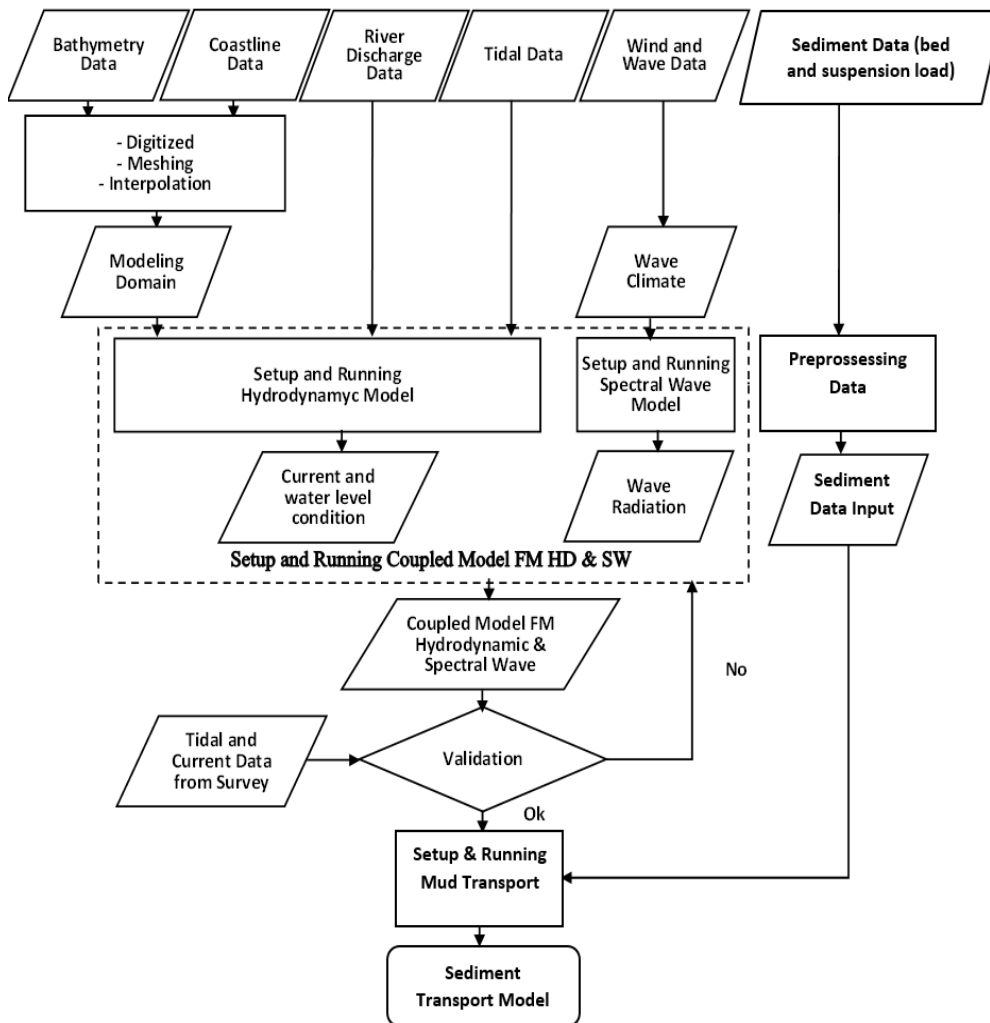 Bathymetry
Data
Coastline
Data
River
Discharge
Data
Tidal Data
Wind and
Wave Data
Sediment Data (bed
and suspension load)
- Digitized
- Meshing
- Interpolation
Modeling
Domain
Wave
Climate
Setup and Running
Hydrodynamyc Model
Setup and Running
Spectral Wave
Model
Preprossessing
Data
Current and
water level
condition
Wave
Radiation
Sediment
Data Input
Setup and Running Coupled Model FM HD & SW
Coupled Model FM
Hydrodynamic &
Spectral Wave
No
Tidal and
Current Data
from Survey
Validation
Ok
Setup & Running
Mud Transport
Sediment
Transport Model